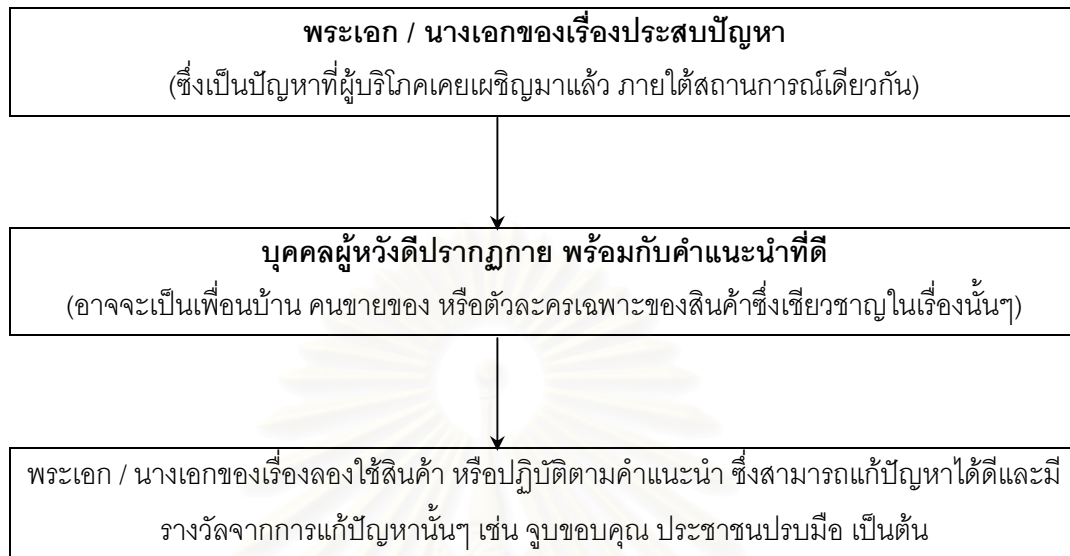 พระเอก / นางเอกของเรื่องประสบปัญหา
(ซึ่งเป็นปัญหาที่ผู้บริโภคเคยเผชิญมาแล้ว ภายใต้สถานการณ์เดียวกัน)
บุคคลผู้หวังดีปรากฏกาย พร้อมกับคำแนะนำที่ดี
(อาจจะเป็นเพื่อนบ้าน คนขายของ หรือตัวละครเฉพาะของสินค้าซึ่งเชียวชาญในเรื่องนั้นๆ)
พระเอก / นางเอกของเรื่องลองใช้สินค้า หรือปฏิบัติตามคำแนะนำ ซึ่งสามารถแก้ปัญหาได้ดีและมี
รางวัลจากการแก้ปัญหานั้นๆ เช่น จูบขอบคุณ ประชาชนปรบมือ เป็นต้น